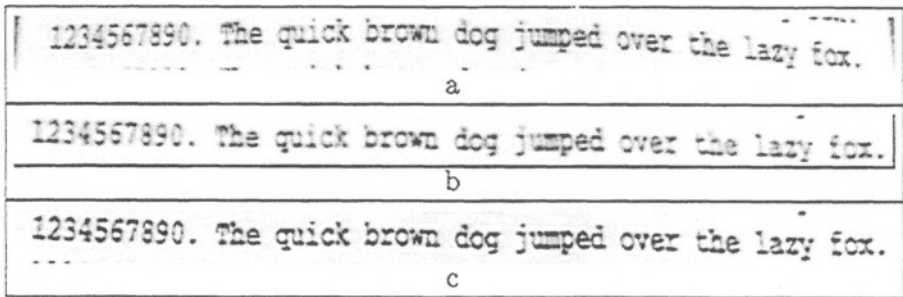 1234567890. The quick brown dog jumped over the lazy fox.
a
1234567890. The quick brown dog jumped over the lazy fox.
b
1234567890. The quick brown dog jumped over the lazy fox.
c